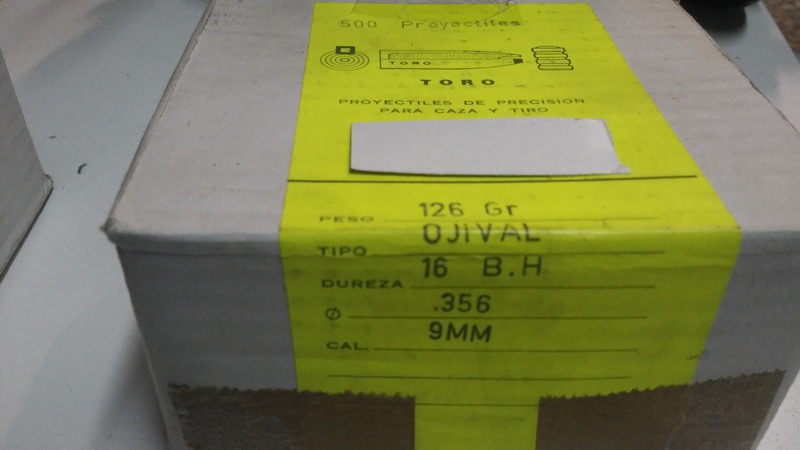 500 Proyectiles
TORO
TORO
PROYECTILES DE PRECISION
PARA CAZA Y TIRO
PESO 126 Gr
TIPO OJIVAL
DUREZA 16 B.H
Ø .356
CAL. 9MM